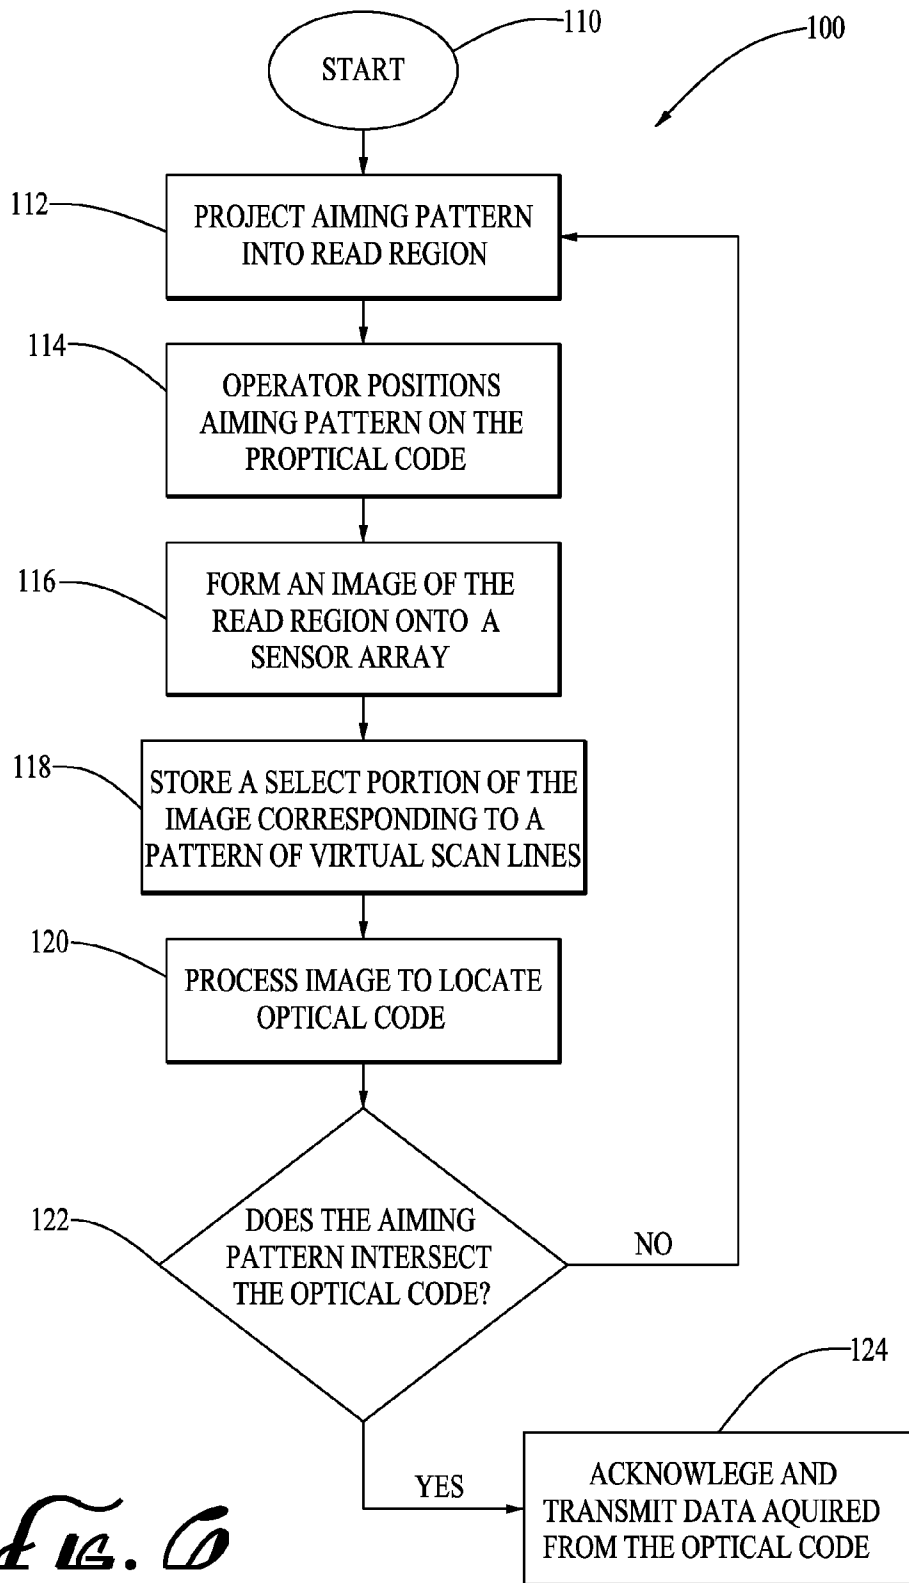 110
100
START
112
PROJECT AIMING PATTERN
INTO READ REGION
114
OPERATOR POSITIONS
AIMING PATTERN ON THE
PROPTICAL CODE
116
FORM AN IMAGE OF THE
READ REGION ONTO A
SENSOR ARRAY
118
STORE A SELECT PORTION OF THE
IMAGE CORRESPONDING TO A
PATTERN OF VIRTUAL SCAN LINES
120
PROCESS IMAGE TO LOCATE
OPTICAL CODE
122
DOES THE AIMING
PATTERN INTERSECT
THE OPTICAL CODE?
NO
124
YES
ACKNOWLEGE AND
TRANSMIT DATA AQUIRED
FROM THE OPTICAL CODE
FIG. 6